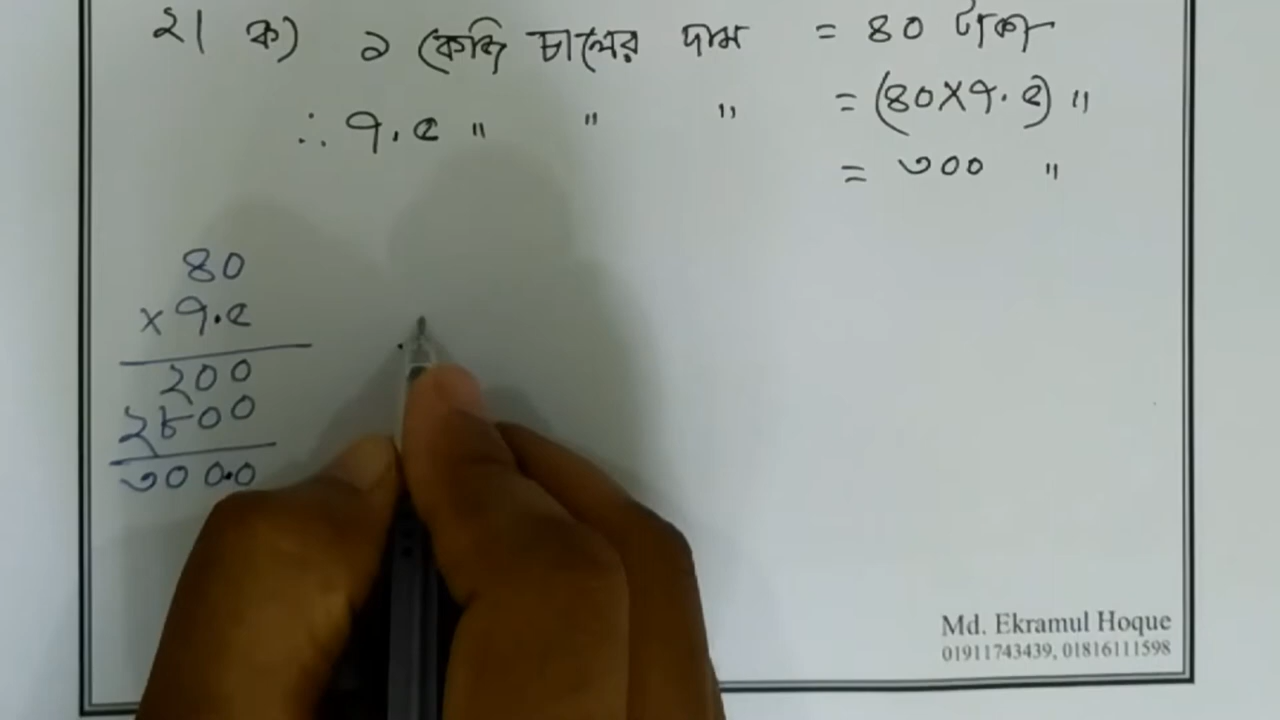 ২। ক) ১ কেজি চালের দাম = ৪০ টাকা
∴ ৭.৫ " " " = (৪০×৭.৫) "
= ৩০০ "
৪০
×৭.৫
২০০
২৮০০
৩০০.০
Md. Ekramul Hoque
01911743439, 01816111598